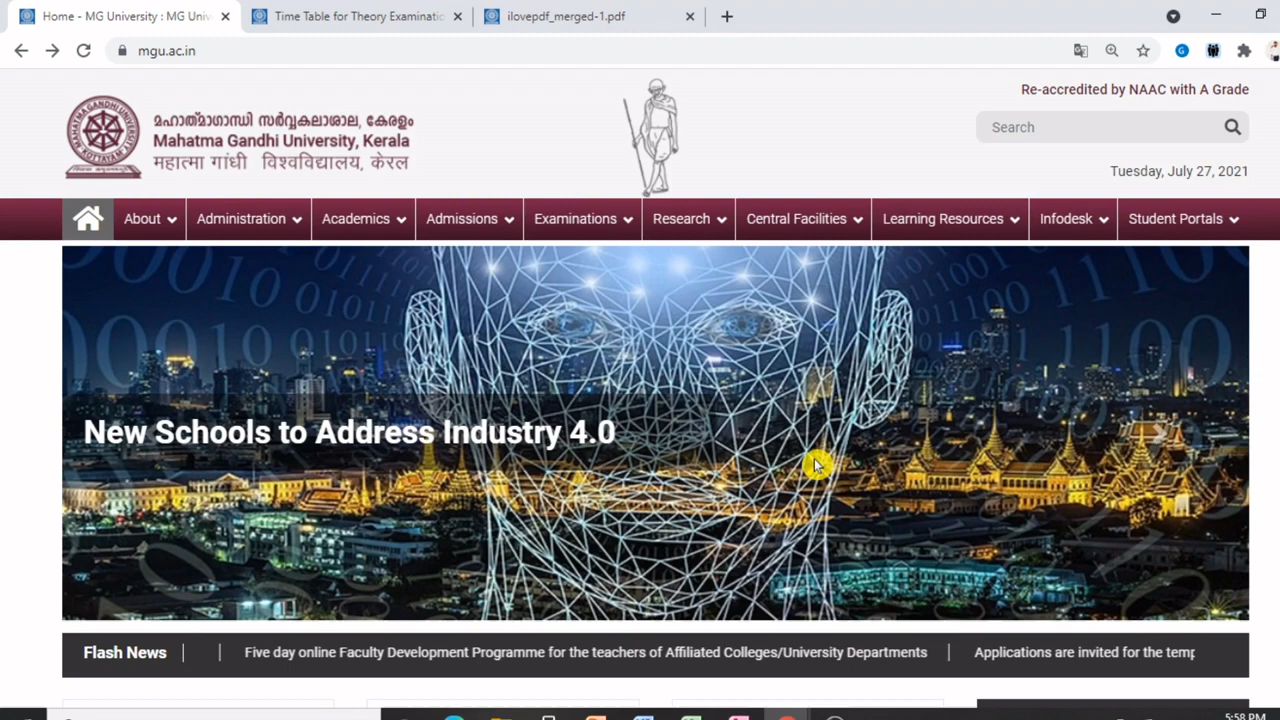 Home - MG University : MG Univ
Time Table for Theory Examinatio
ilovepdf_merged-1.pdf
mgu.ac.in
Re-accredited by NAAC with A Grade
മഹാത്മാഗാന്ധി സർവ്വകലാശാല, കേരളം
Mahatma Gandhi University, Kerala
महात्मा गांधी विश्वविद्यालय, केरल
Search
Tuesday, July 27, 2021
About
Administration
Academics
Admissions
Examinations
Research
Central Facilities
Learning Resources
Infodesk
Student Portals
New Schools to Address Industry 4.0
Flash News
Five day online Faculty Development Programme for the teachers of Affiliated Colleges/University Departments
Applications are invited for the temp
5:58 PM